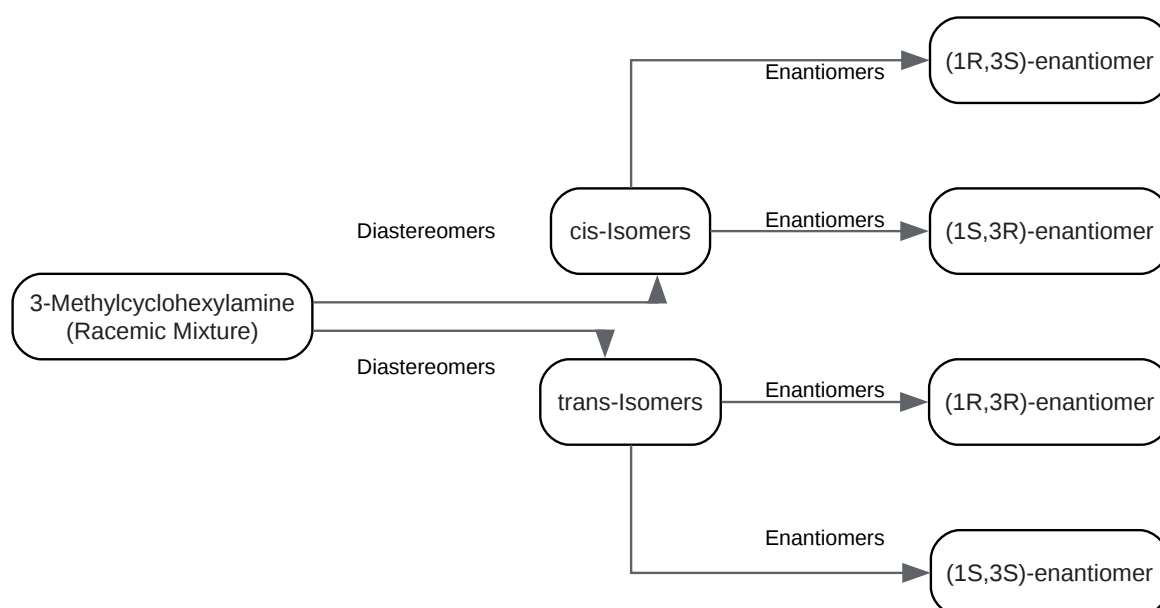 (1R,3S)-enantiomer
Enantiomers
Diastereomers
cis-Isomers
Enantiomers
(1S,3R)-enantiomer
3-Methylcyclohexylamine
(Racemic Mixture)
Diastereomers
trans-Isomers
Enantiomers
(1R,3R)-enantiomer
Enantiomers
(1S,3S)-enantiomer